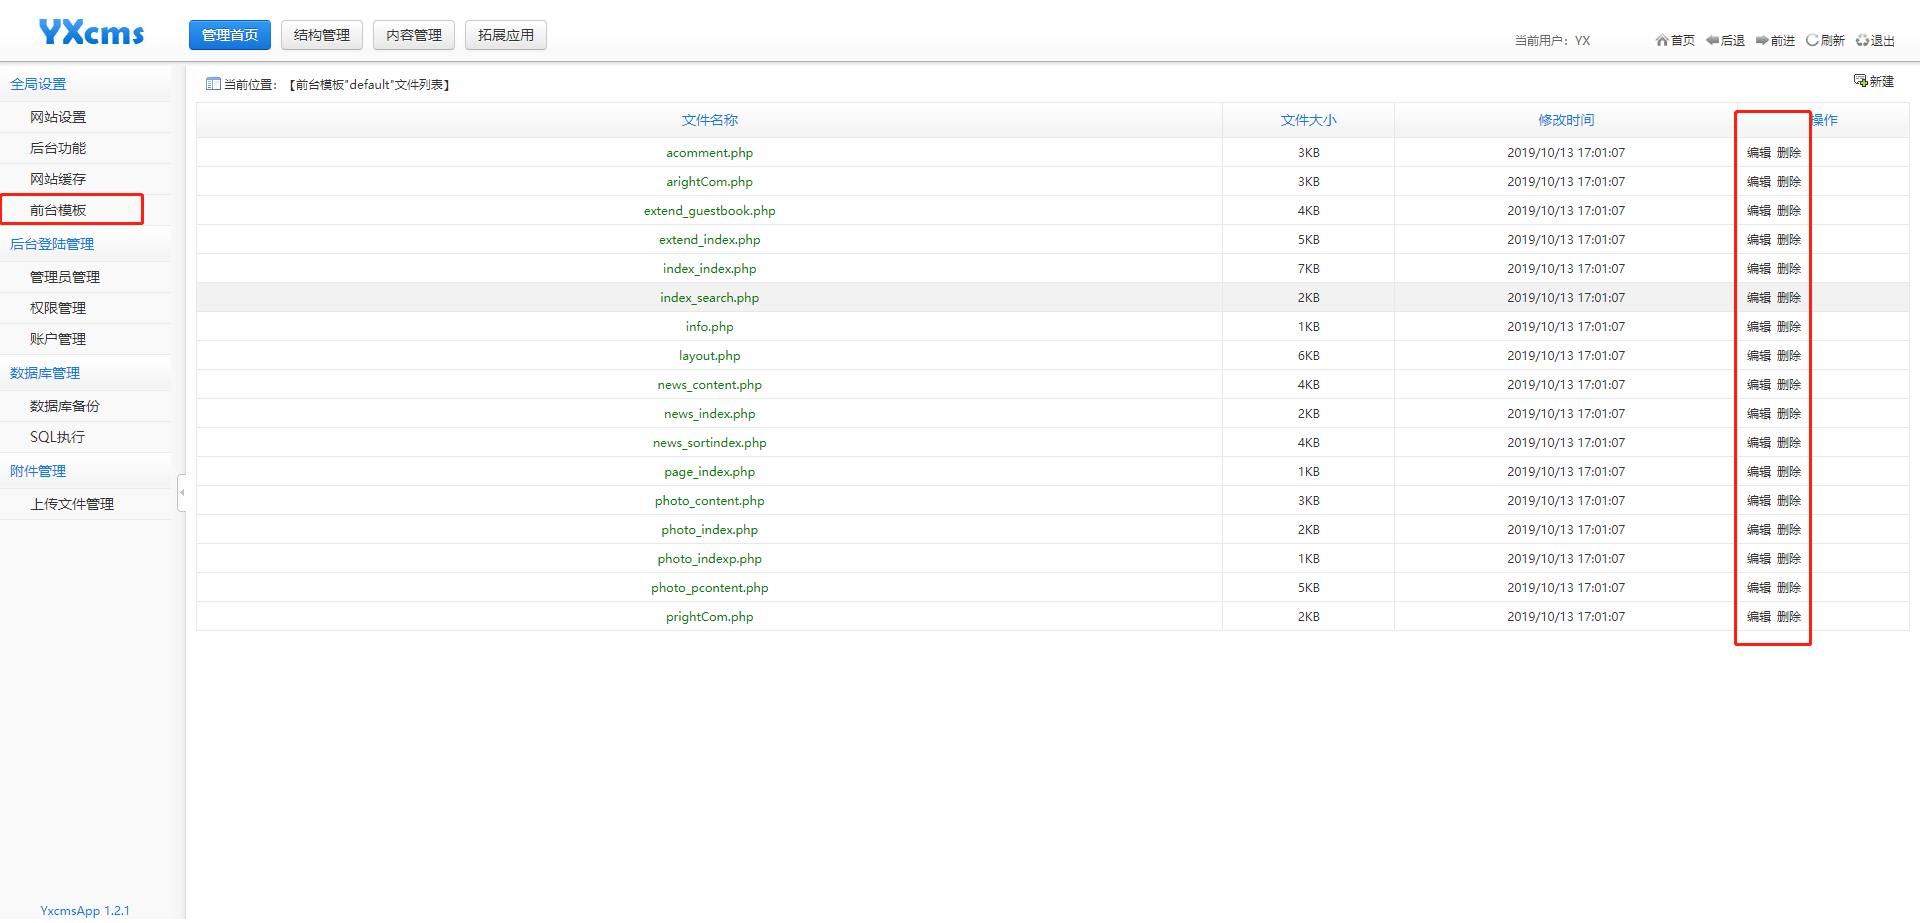 YXcms
管理首页 结构管理 内容管理 拓展应用
当前用户：YX 首页 后退 前进 刷新 退出
全局设置
网站设置
后台功能
网站缓存
前台模板
后台登陆管理
管理员管理
权限管理
账户管理
数据库管理
数据库备份
SQL执行
附件管理
上传文件管理
YxcmsApp 1.2.1
当前位置：【前台模板"default"文件列表】 新建
文件名称 文件大小 修改时间 操作
acomment.php 3KB 2019/10/13 17:01:07 编辑 删除
arightCom.php 3KB 2019/10/13 17:01:07 编辑 删除
extend_guestbook.php 4KB 2019/10/13 17:01:07 编辑 删除
extend_index.php 5KB 2019/10/13 17:01:07 编辑 删除
index_index.php 7KB 2019/10/13 17:01:07 编辑 删除
index_search.php 2KB 2019/10/13 17:01:07 编辑 删除
info.php 1KB 2019/10/13 17:01:07 编辑 删除
layout.php 6KB 2019/10/13 17:01:07 编辑 删除
news_content.php 4KB 2019/10/13 17:01:07 编辑 删除
news_index.php 2KB 2019/10/13 17:01:07 编辑 删除
news_sortindex.php 4KB 2019/10/13 17:01:07 编辑 删除
page_index.php 1KB 2019/10/13 17:01:07 编辑 删除
photo_content.php 3KB 2019/10/13 17:01:07 编辑 删除
photo_index.php 2KB 2019/10/13 17:01:07 编辑 删除
photo_indexp.php 1KB 2019/10/13 17:01:07 编辑 删除
photo_pcontent.php 5KB 2019/10/13 17:01:07 编辑 删除
prightCom.php 2KB 2019/10/13 17:01:07 编辑 删除